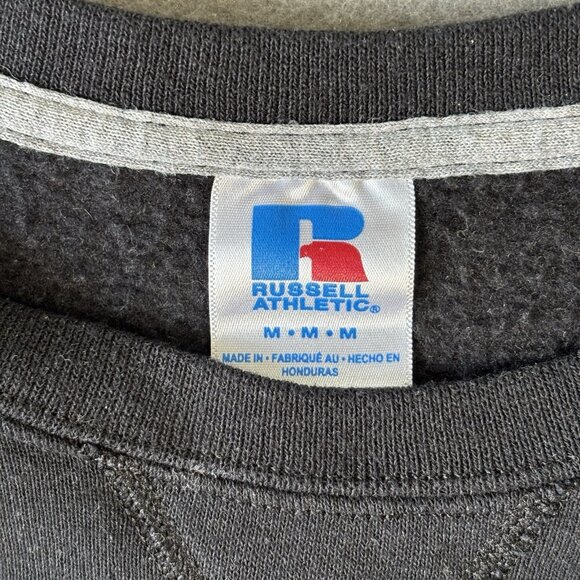 R
RUSSELL
ATHLETIC®
M • M • M
MADE IN • FABRIQUÉ AU • HECHO EN
HONDURAS